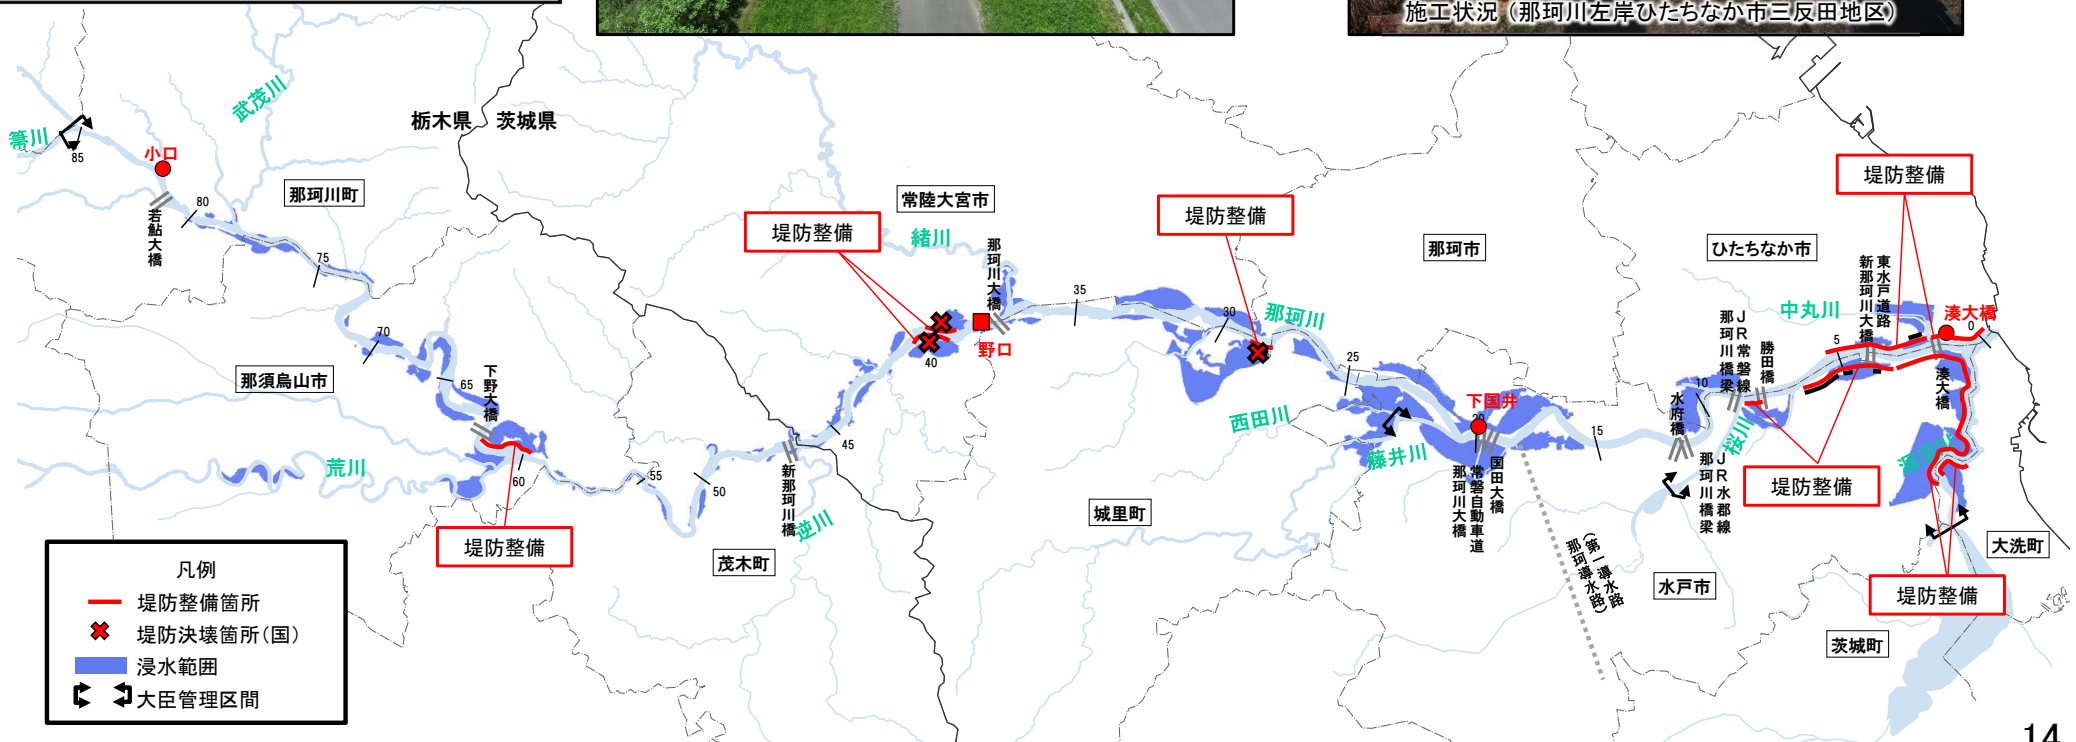 施工状況（那珂川左岸ひたちなか市三反田地区）
栃木県
茨城県
武茂川
箒川
85
小口
80
若鮎大橋
那珂川町
75
70
那須烏山市
65
下野大橋
荒川
60
堤防整備
55
50
新那珂川橋
逆川
茂木町
45
堤防整備
40
常陸大宮市
緒川
那珂川大橋
野口
35
堤防整備
30
那珂川
25
那珂市
西田川
藤井川
城里町
下国井
20
常磐自動車道
那珂川大橋
国田大橋
15
（第一導水路
那珂導水路）
水府橋
10
JR水郡線
那珂川橋梁
桜川
JR常磐線
那珂川橋梁
勝田橋
水戸市
ひたちなか市
中丸川
5
東水戸道路
新那珂川大橋
堤防整備
湊大橋
0
湊大橋
堤防整備
堤防整備
大洗町
茨城町
凡例
堤防整備箇所
堤防決壊箇所（国）
浸水範囲
大臣管理区間
14